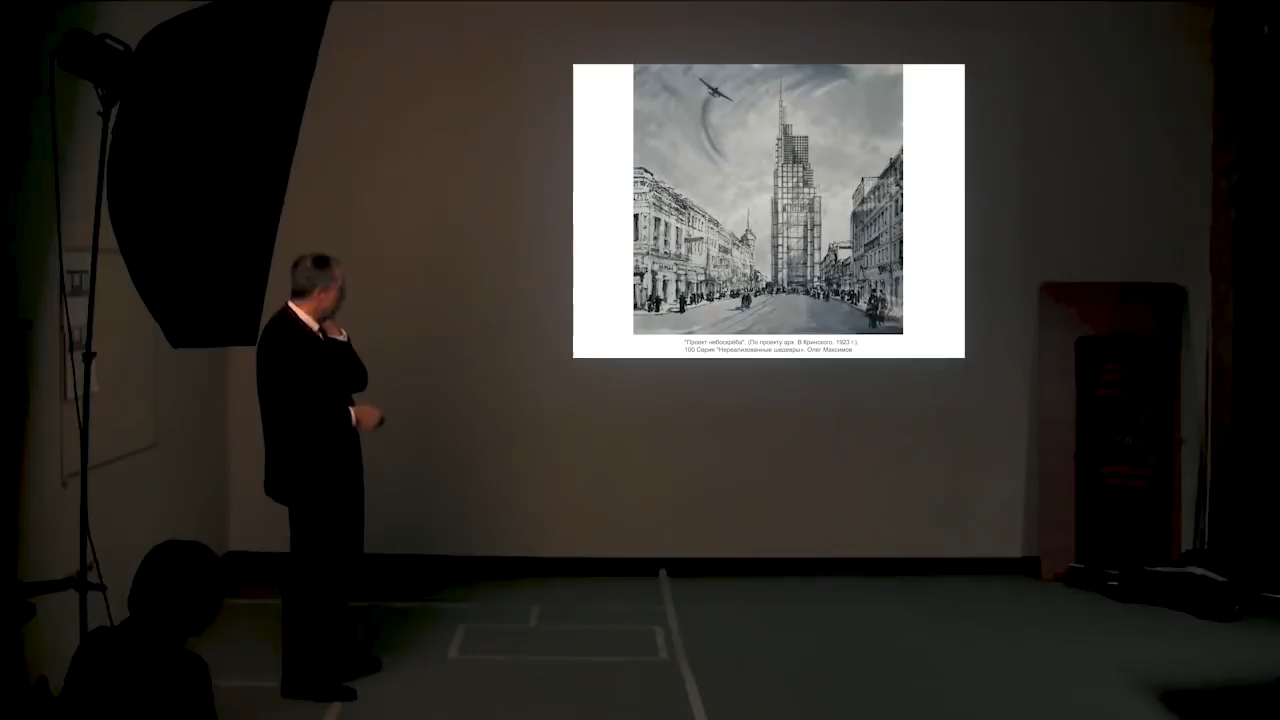 "Проект небоскрёба". (По проекту арх. В Кринского. 1923 г.).
100 Серия "Нереализованные шедевры». Олег Максимов